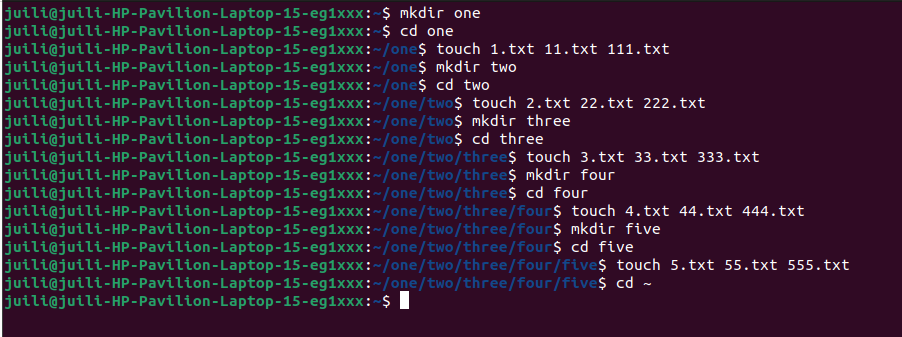 juili@juili-HP-Pavilion-Laptop-15-eg1xxx:~$ mkdir one
juili@juili-HP-Pavilion-Laptop-15-eg1xxx:~$ cd one
juili@juili-HP-Pavilion-Laptop-15-eg1xxx:~/one$ touch 1.txt 11.txt 111.txt
juili@juili-HP-Pavilion-Laptop-15-eg1xxx:~/one$ mkdir two
juili@juili-HP-Pavilion-Laptop-15-eg1xxx:~/one$ cd two
juili@juili-HP-Pavilion-Laptop-15-eg1xxx:~/one/two$ touch 2.txt 22.txt 222.txt
juili@juili-HP-Pavilion-Laptop-15-eg1xxx:~/one/two$ mkdir three
juili@juili-HP-Pavilion-Laptop-15-eg1xxx:~/one/two$ cd three
juili@juili-HP-Pavilion-Laptop-15-eg1xxx:~/one/two/three$ touch 3.txt 33.txt 333.txt
juili@juili-HP-Pavilion-Laptop-15-eg1xxx:~/one/two/three$ mkdir four
juili@juili-HP-Pavilion-Laptop-15-eg1xxx:~/one/two/three$ cd four
juili@juili-HP-Pavilion-Laptop-15-eg1xxx:~/one/two/three/four$ touch 4.txt 44.txt 444.txt
juili@juili-HP-Pavilion-Laptop-15-eg1xxx:~/one/two/three/four$ mkdir five
juili@juili-HP-Pavilion-Laptop-15-eg1xxx:~/one/two/three/four$ cd five
juili@juili-HP-Pavilion-Laptop-15-eg1xxx:~/one/two/three/four/five$ touch 5.txt 55.txt 555.txt
juili@juili-HP-Pavilion-Laptop-15-eg1xxx:~/one/two/three/four/five$ cd ~
juili@juili-HP-Pavilion-Laptop-15-eg1xxx:~$